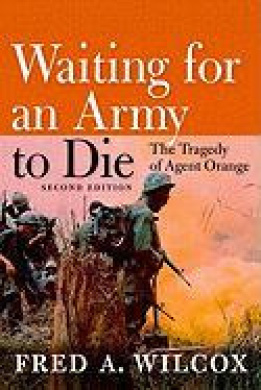 Waiting for
an Army
to Die
SECOND EDITION
The Tragedy
of Agent Orange
FRED A. WILCOX